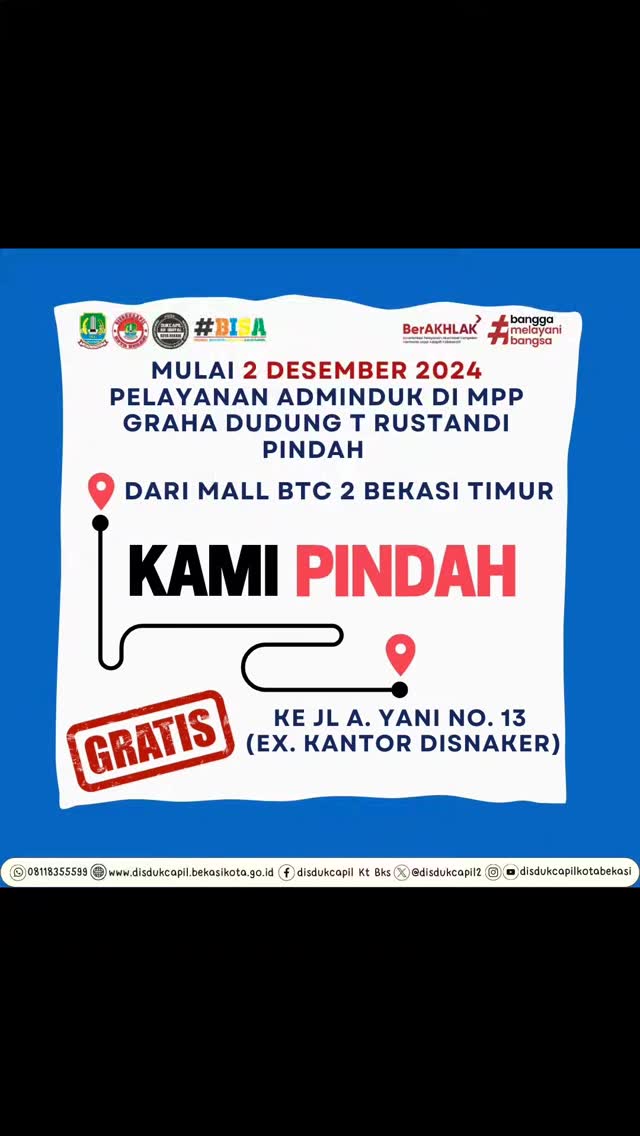 #BISA
BerAKHLAK
#bangga
melayani
bangsa
MULAI 2 DESEMBER 2024
PELAYANAN ADMINDUK DI MPP
GRAHA DUDUNG T RUSTANDI
PINDAH
DARI MALL BTC 2 BEKASI TIMUR
KAMI PINDAH
GRATIS
KE JL A. YANI NO. 13
(EX. KANTOR DISNAKER)
08118355599 www.disdukcapil.bekasikota.go.id disdukcapil Kt Bks @disdukcapil2 disdukcapilkotabekasi